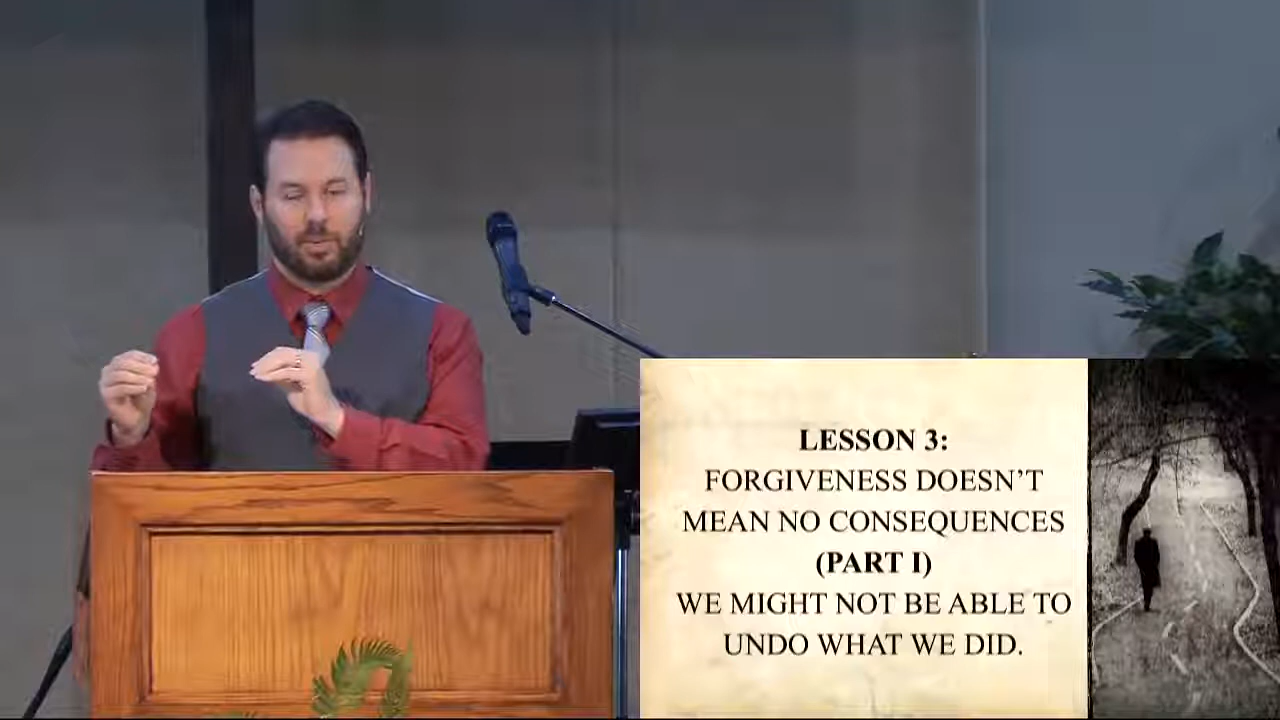 LESSON 3:
FORGIVENESS DOESN’T
MEAN NO CONSEQUENCES
(PART I)
WE MIGHT NOT BE ABLE TO
UNDO WHAT WE DID.